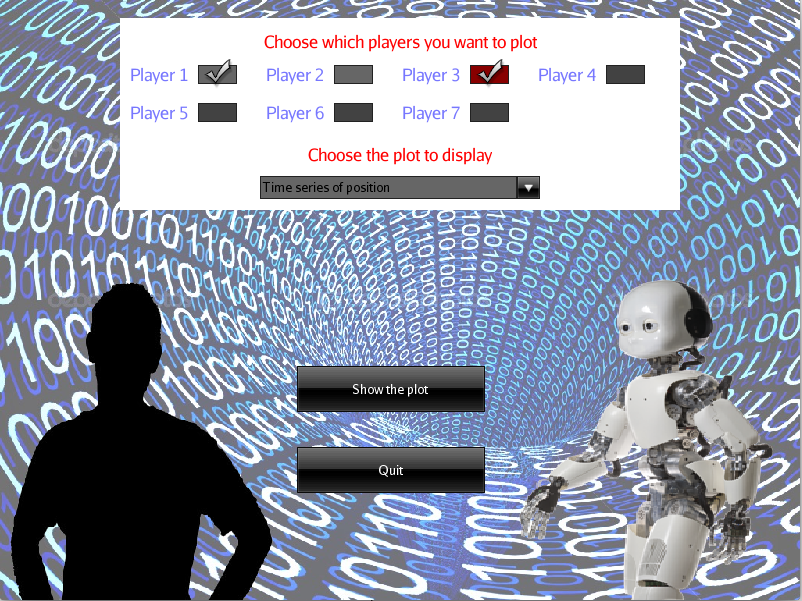 Choose which players you want to plot
Player 1 Player 2 Player 3 Player 4
Player 5 Player 6 Player 7
Choose the plot to display
Time series of position
Show the plot
Quit